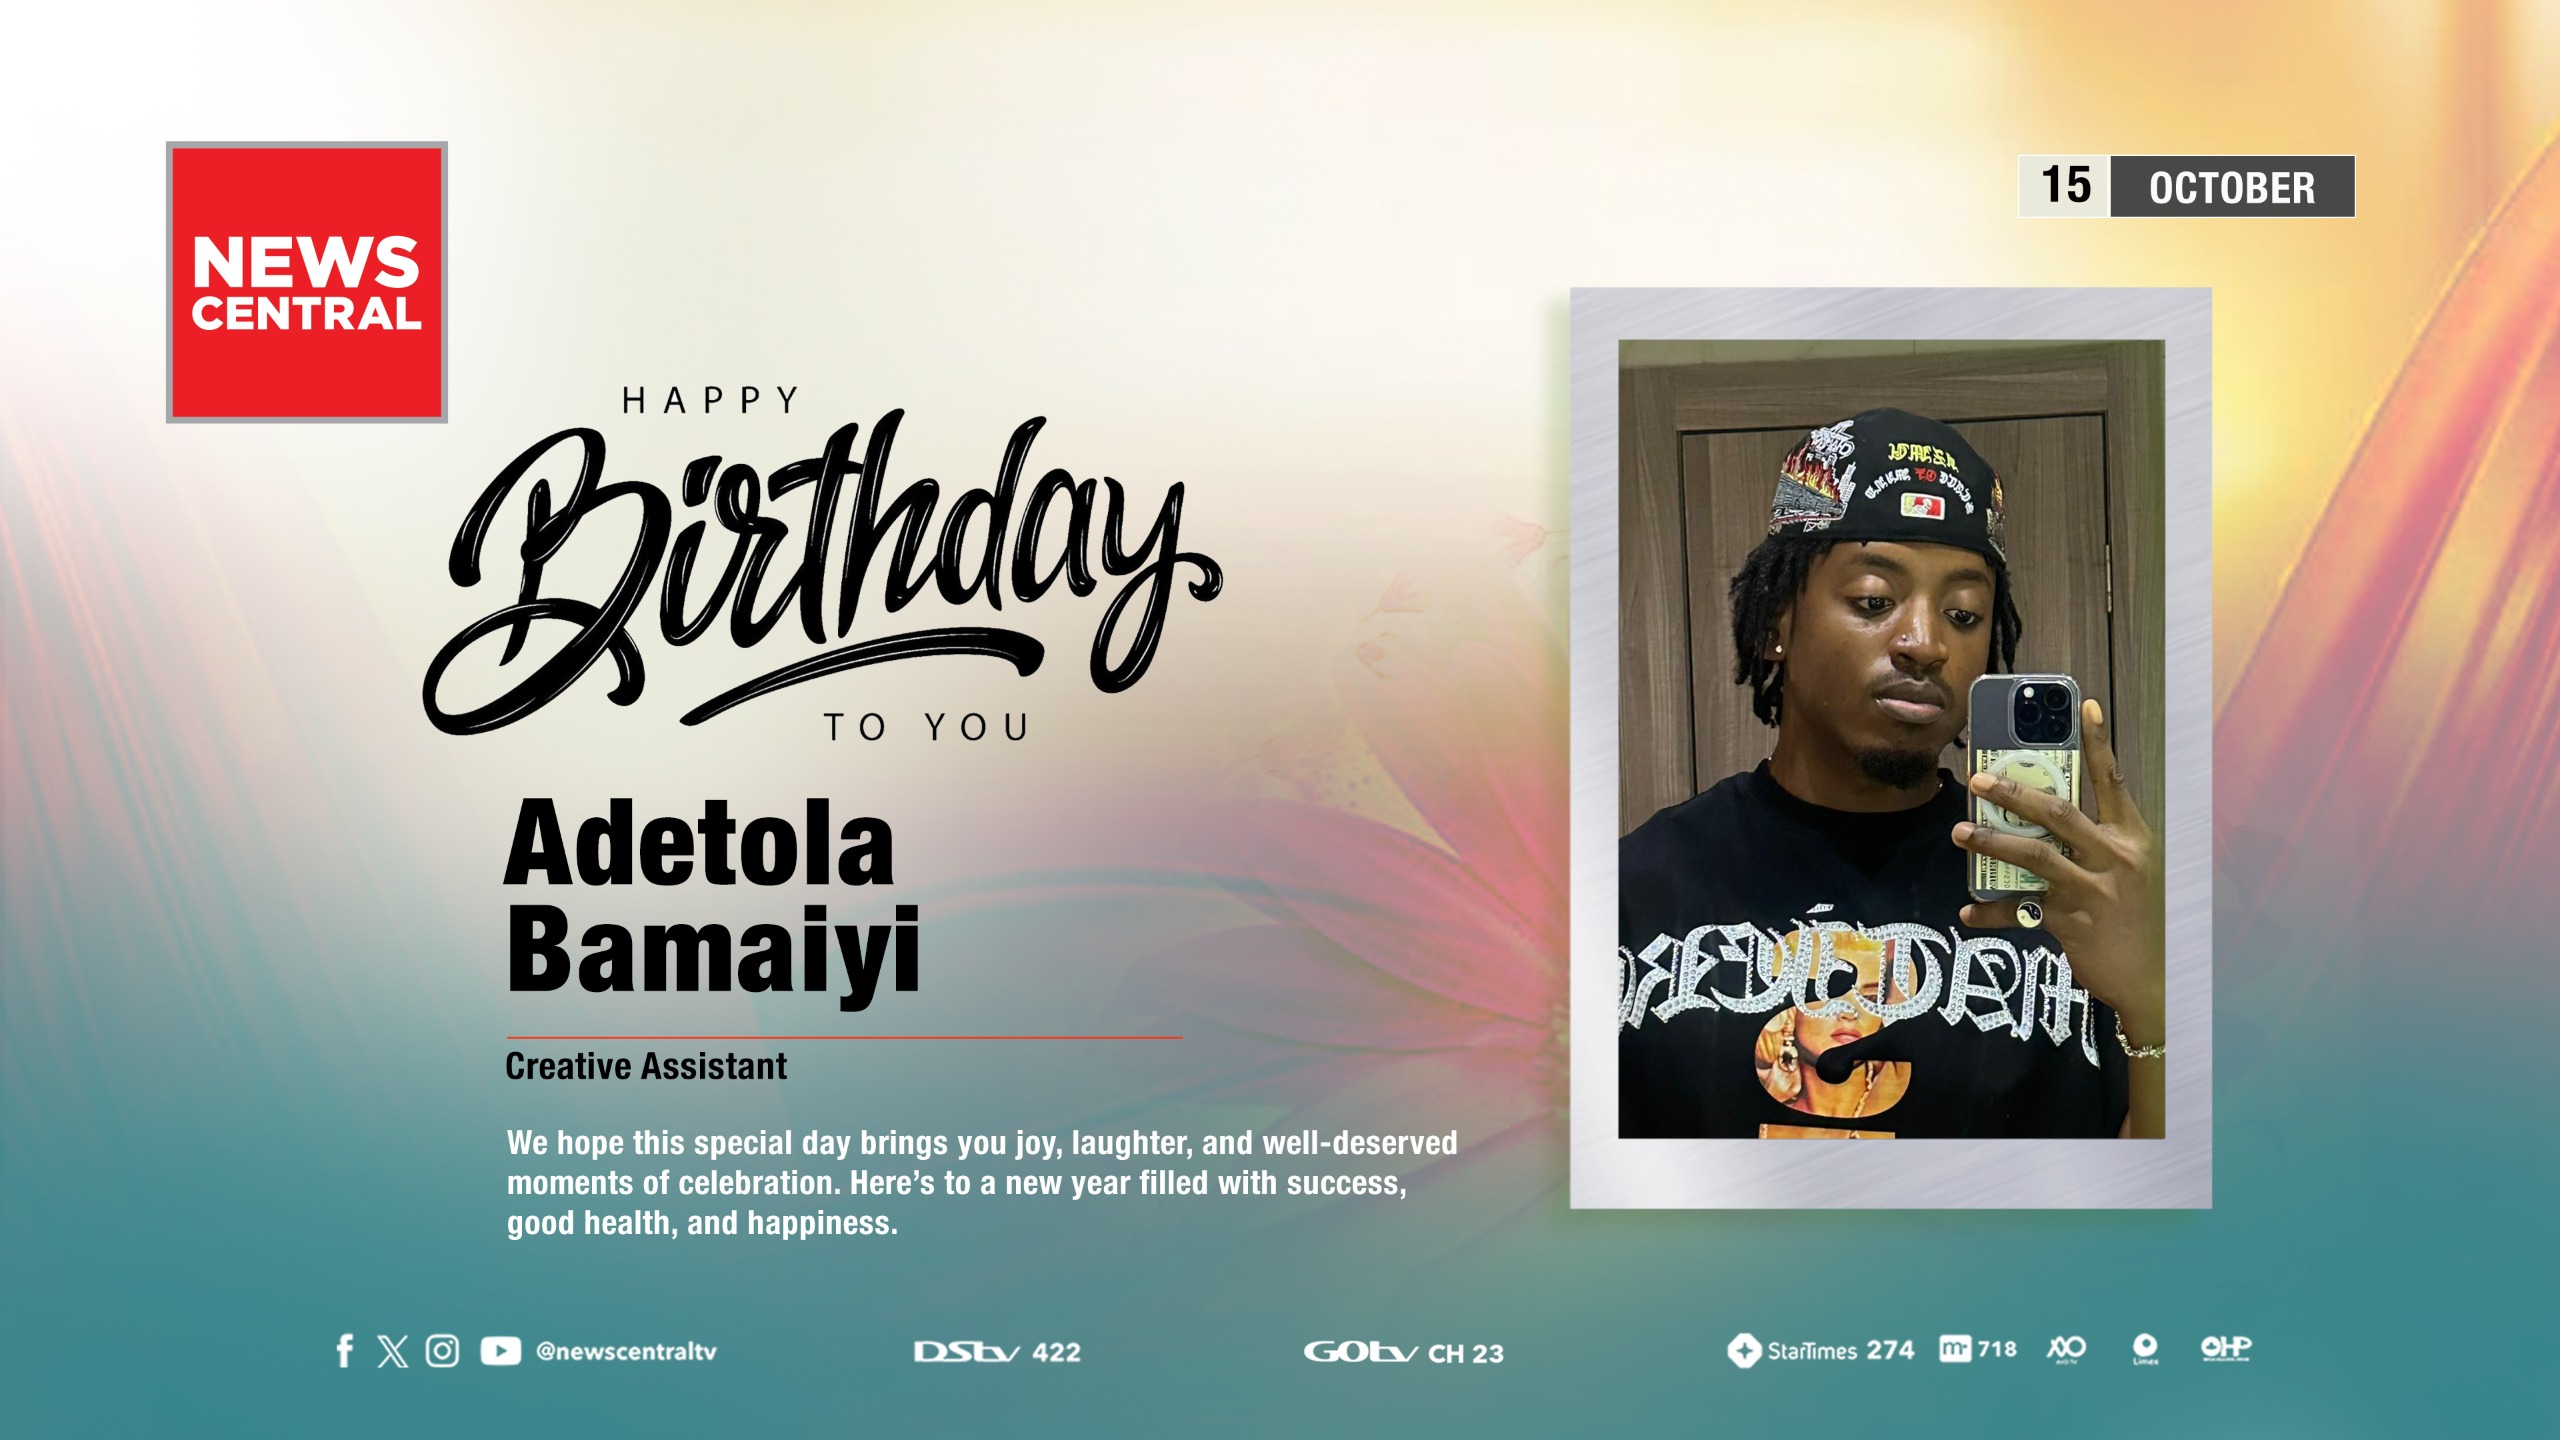 NEWS
CENTRAL
15 OCTOBER
HAPPY
Birthday
TO YOU
Adetola
Bamaiyi
Creative Assistant
We hope this special day brings you joy, laughter, and well-deserved
moments of celebration. Here’s to a new year filled with success,
good health, and happiness.
@newscentraltv
DStv 422
GOtv CH 23
StarTimes 274
718
Limex
OHP